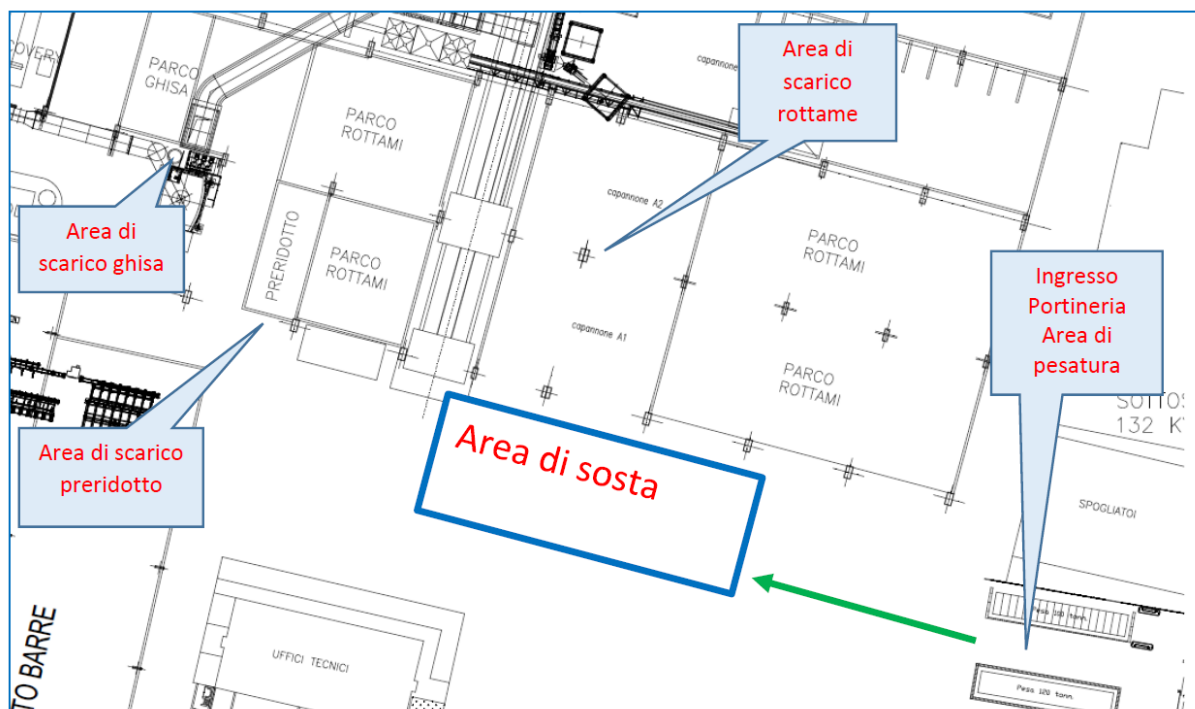 COVERY
PARCO
GHISA
PARCO
ROTTAMI
capannone
Area di
scarico
rottame
capannone A2
Area di
scarico ghisa
PRERIDOTTO
PARCO
ROTTAMI
PARCO
ROTTAMI
Ingresso
Portineria
Area di
pesatura
capannone A1
PARCO
ROTTAMI
132 K
Area di scarico
preridotto
Area di sosta
SPOGLIATOI
TO BARRE
UFFICI TECNICI
Pesa 100 tonn.
Pesa 120 tonn.